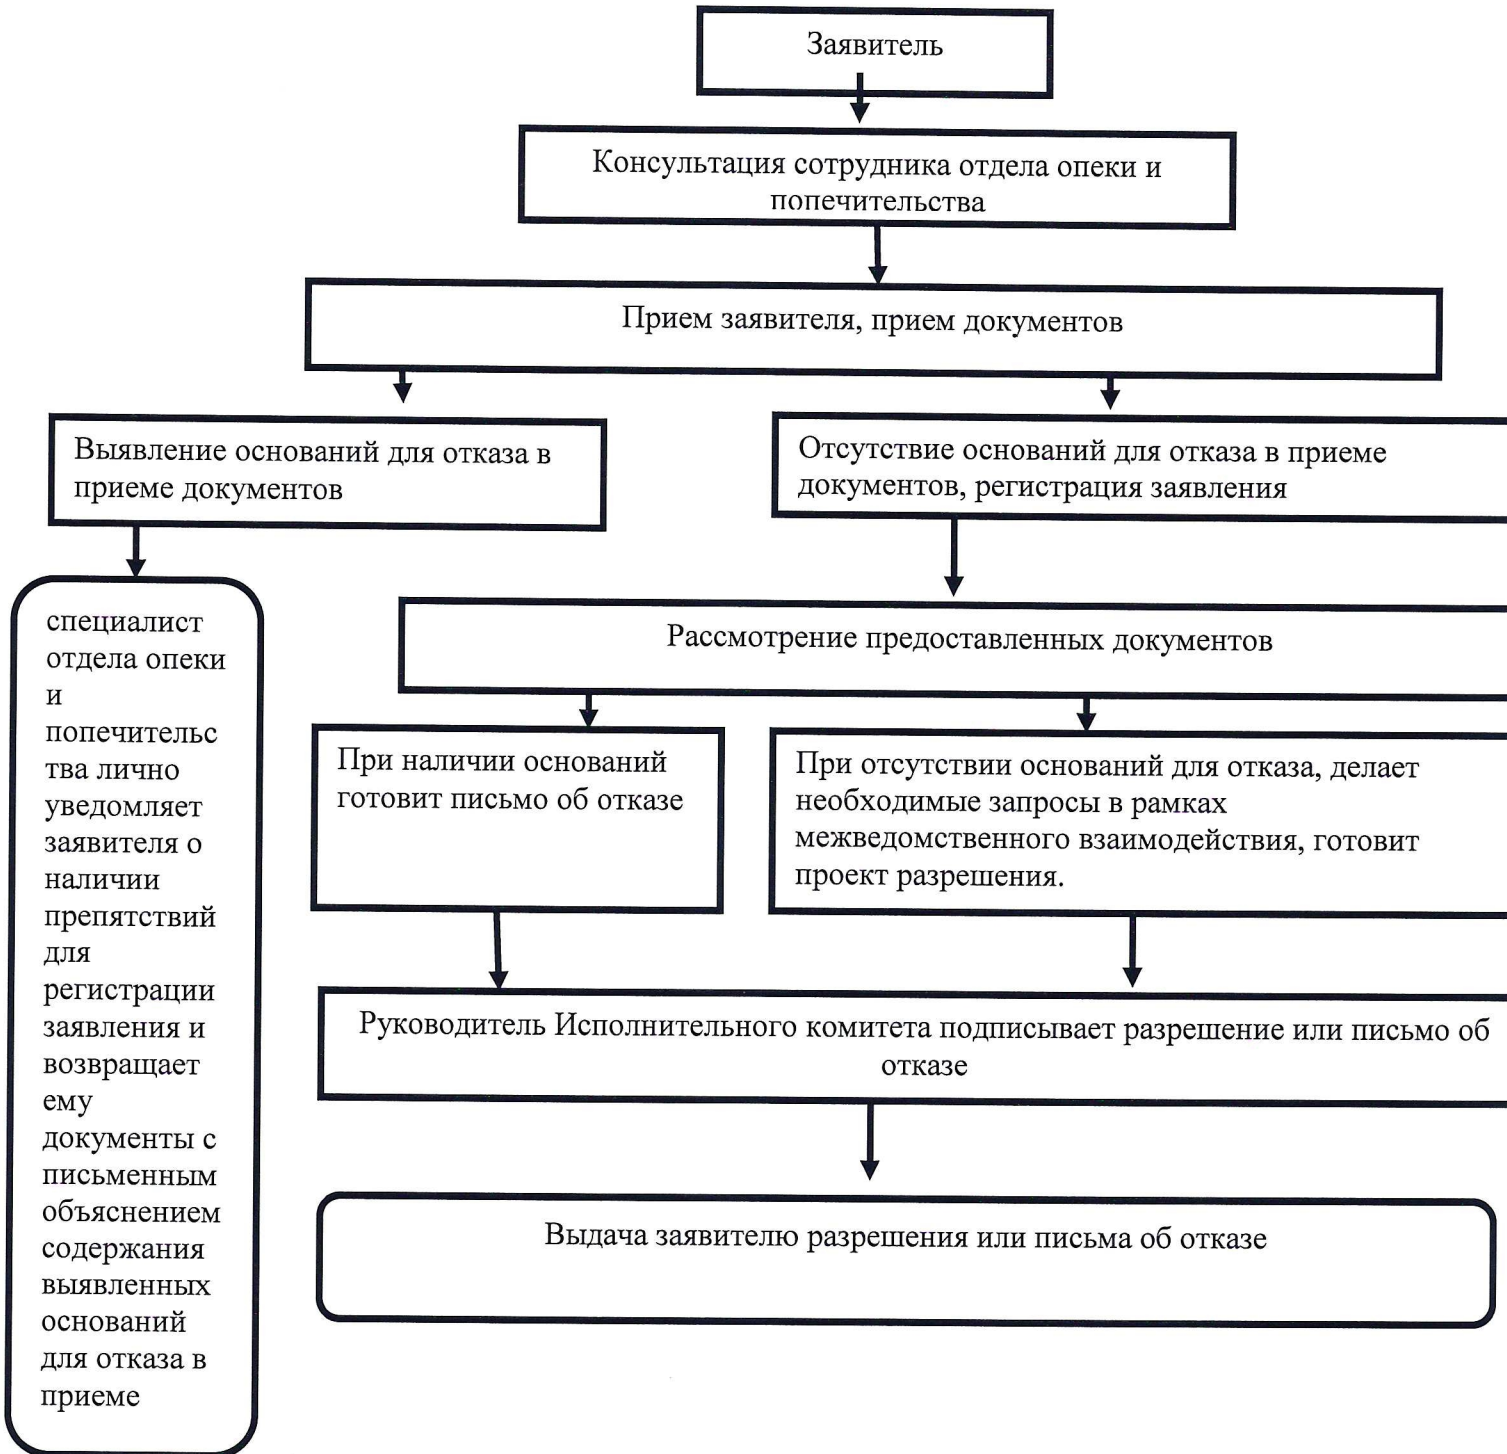 Заявитель
Консультация сотрудника отдела опеки и
попечительства
Прием заявителя, прием документов
Выявление оснований для отказа в
приеме документов
Отсутствие оснований для отказа в приеме
документов, регистрация заявления
специалист
отдела опеки
и
попечительс
тва лично
уведомляет
заявителя о
наличии
препятствий
для
регистрации
заявления и
возвращает
ему
документы с
письменным
объяснением
содержания
выявленных
оснований
для отказа в
приеме
Рассмотрение предоставленных документов
При наличии оснований
готовит письмо об отказе
При отсутствии оснований для отказа, делает
необходимые запросы в рамках
межведомственного взаимодействия, готовит
проект разрешения.
Руководитель Исполнительного комитета подписывает разрешение или письмо об
отказе
Выдача заявителю разрешения или письма об отказе